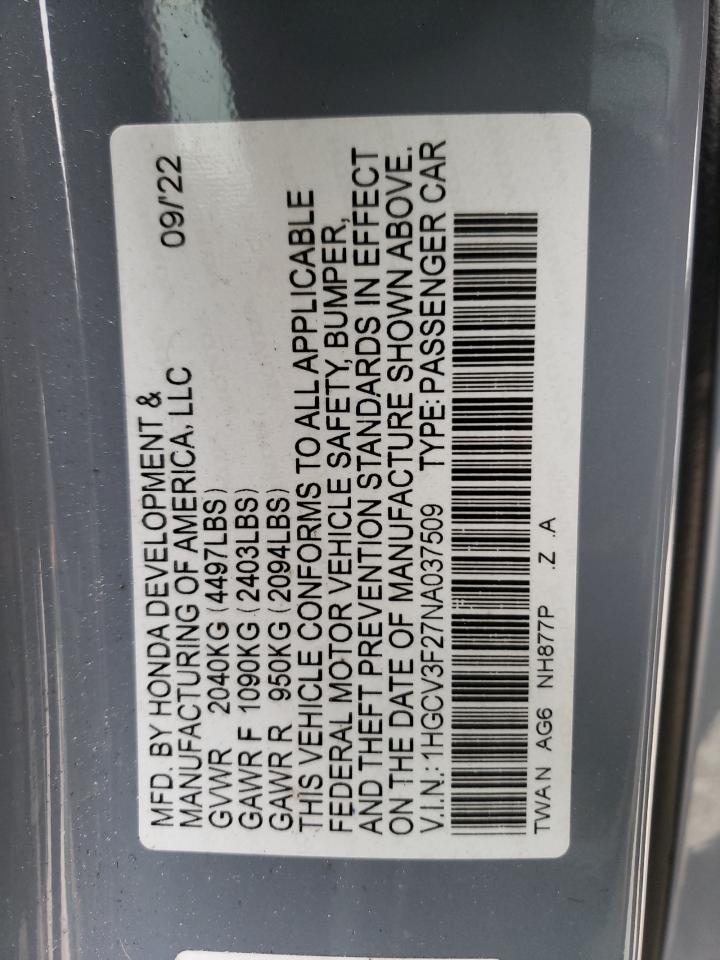 MFD. BY HONDA DEVELOPMENT & 09/'22
MANUFACTURING OF AMERICA, LLC
GVWR 2040KG (4497LBS)
GAWR F 1090KG (2403LBS)
GAWR R 950KG (2094LBS)
THIS VEHICLE CONFORMS TO ALL APPLICABLE
FEDERAL MOTOR VEHICLE SAFETY, BUMPER,
AND THEFT PREVENTION STANDARDS IN EFFECT
ON THE DATE OF MANUFACTURE SHOWN ABOVE.
V.I.N.: 1HGCV3F27NA037509 TYPE: PASSENGER CAR
TWAN AG6 NH877P .Z .A